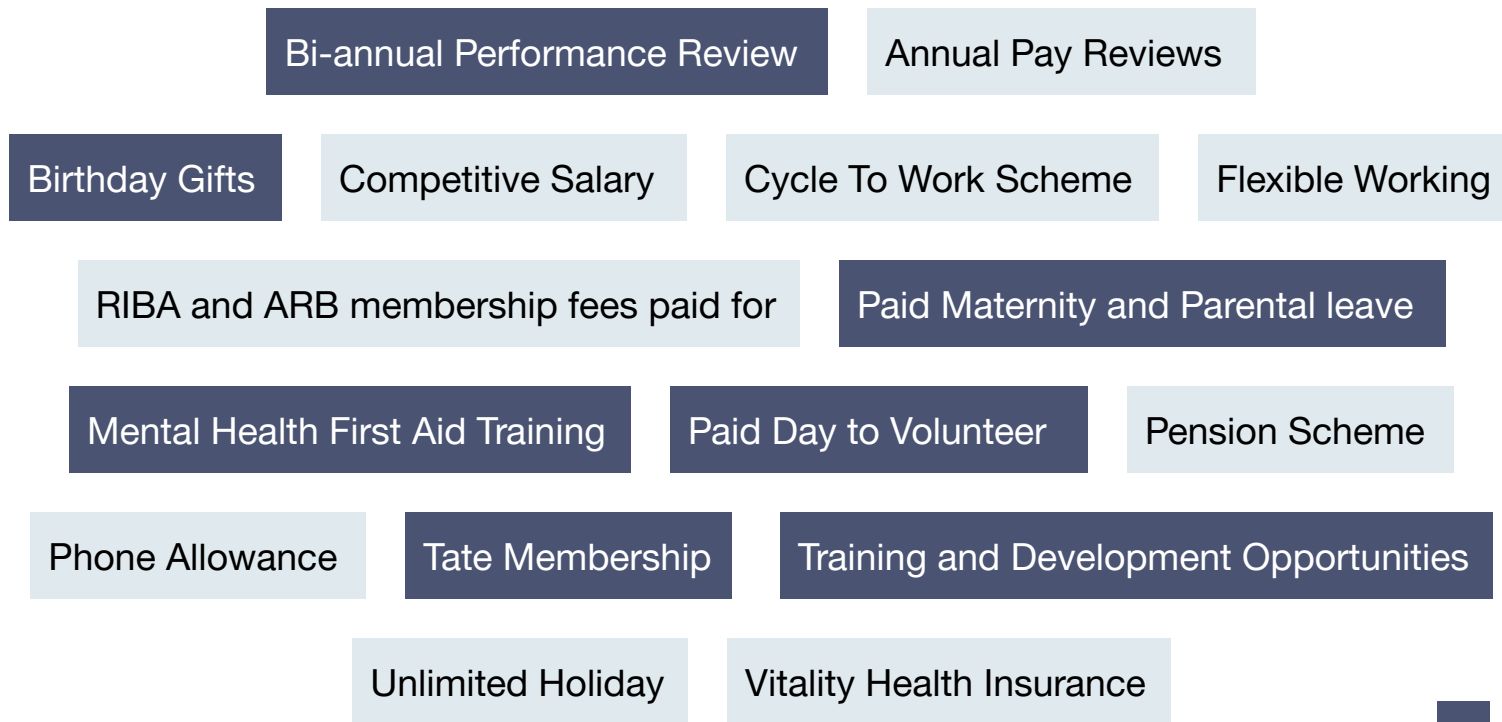 Bi-annual Performance Review
Annual Pay Reviews
Birthday Gifts
Competitive Salary
Cycle To Work Scheme
Flexible Working
RIBA and ARB membership fees paid for
Paid Maternity and Parental leave
Mental Health First Aid Training
Paid Day to Volunteer
Pension Scheme
Phone Allowance
Tate Membership
Training and Development Opportunities
Unlimited Holiday
Vitality Health Insurance